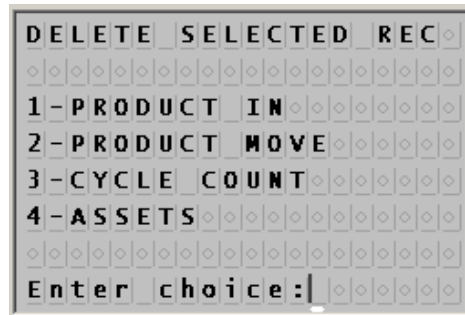 DELETE SELECTED REC
1-PRODUCT IN
2-PRODUCT MOVE
3-CYCLE COUNT
4-ASSETS
Enter choice: